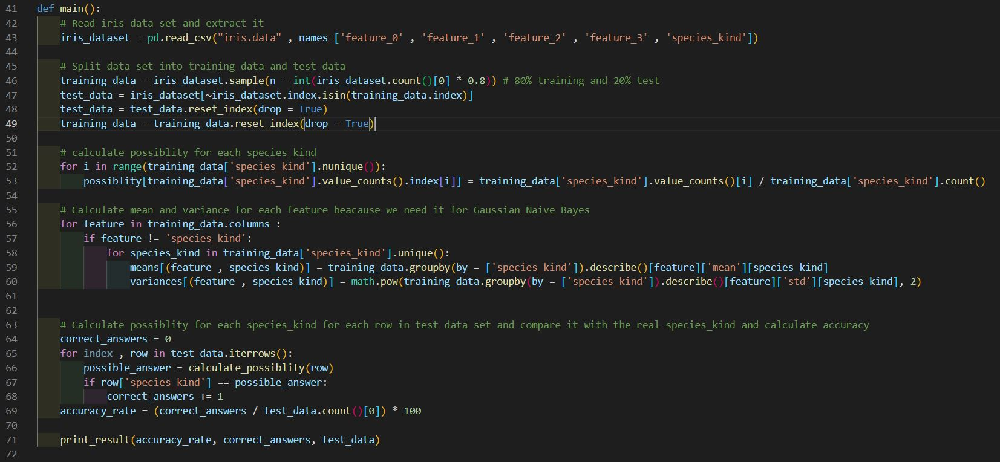 41 def main():
42 # Read iris data set and extract it
43 iris_dataset = pd.read_csv("iris.data" , names=['feature_0' , 'feature_1' , 'feature_2' , 'feature_3' , 'species_kind'])
44
45 # Split data set into training data and test data
46 training_data = iris_dataset.sample(n = int(iris_dataset.count()[0] * 0.8)) # 80% training and 20% test
47 test_data = iris_dataset[~iris_dataset.index.isin(training_data.index)]
48 test_data = test_data.reset_index(drop = True)
49 training_data = training_data.reset_index(drop = True)
50
51 # calculate possiblity for each species_kind
52 for i in range(training_data['species_kind'].nunique()):
53 possiblity[training_data['species_kind'].value_counts().index[i]] = training_data['species_kind'].value_counts()[i] / training_data['species_kind'].count()
54
55 # Calculate mean and variance for each feature beacause we need it for Gaussian Naive Bayes
56 for feature in training_data.columns :
57 if feature != 'species_kind':
58 for species_kind in training_data['species_kind'].unique():
59 means[(feature , species_kind)] = training_data.groupby(by = ['species_kind']).describe()[feature]['mean'][species_kind]
60 variances[(feature , species_kind)] = math.pow(training_data.groupby(by = ['species_kind']).describe()[feature]['std'][species_kind], 2)
61
62
63 # Calculate possiblity for each species_kind for each row in test data set and compare it with the real species_kind and calculate accuracy
64 correct_answers = 0
65 for index , row in test_data.iterrows():
66 possible_answer = calculate_possiblity(row)
67 if row['species_kind'] == possible_answer:
68 correct_answers += 1
69 accuracy_rate = (correct_answers / test_data.count()[0]) * 100
70
71 print_result(accuracy_rate, correct_answers, test_data)
72